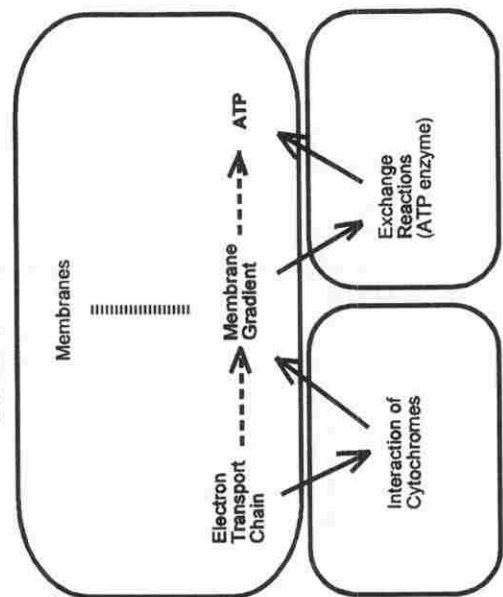 Membranes
Electron
Transport
Chain
Membrane
Gradient
ATP
Interaction of
Cytochromes
Exchange
Reactions
(ATP enzyme)